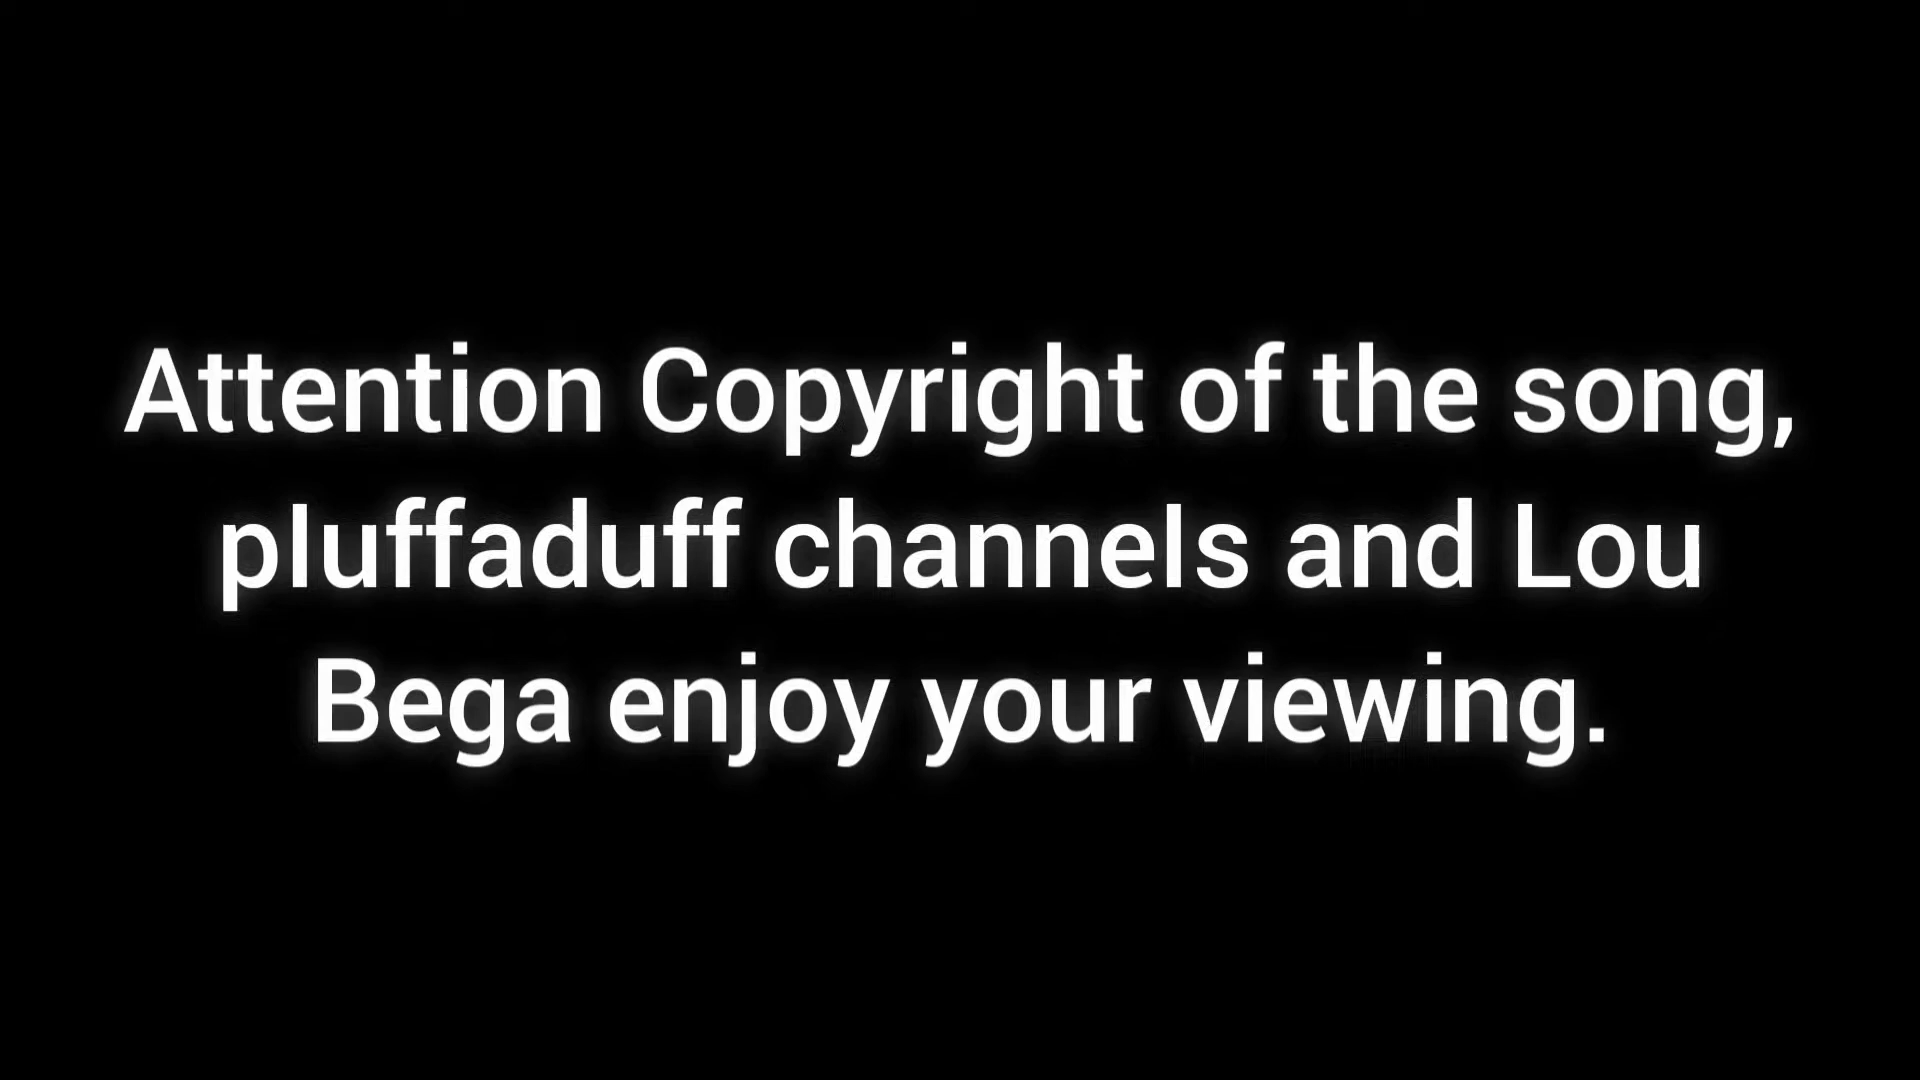 Attention Copyright of the song,
pluffaduff channels and Lou
Bega enjoy your viewing.